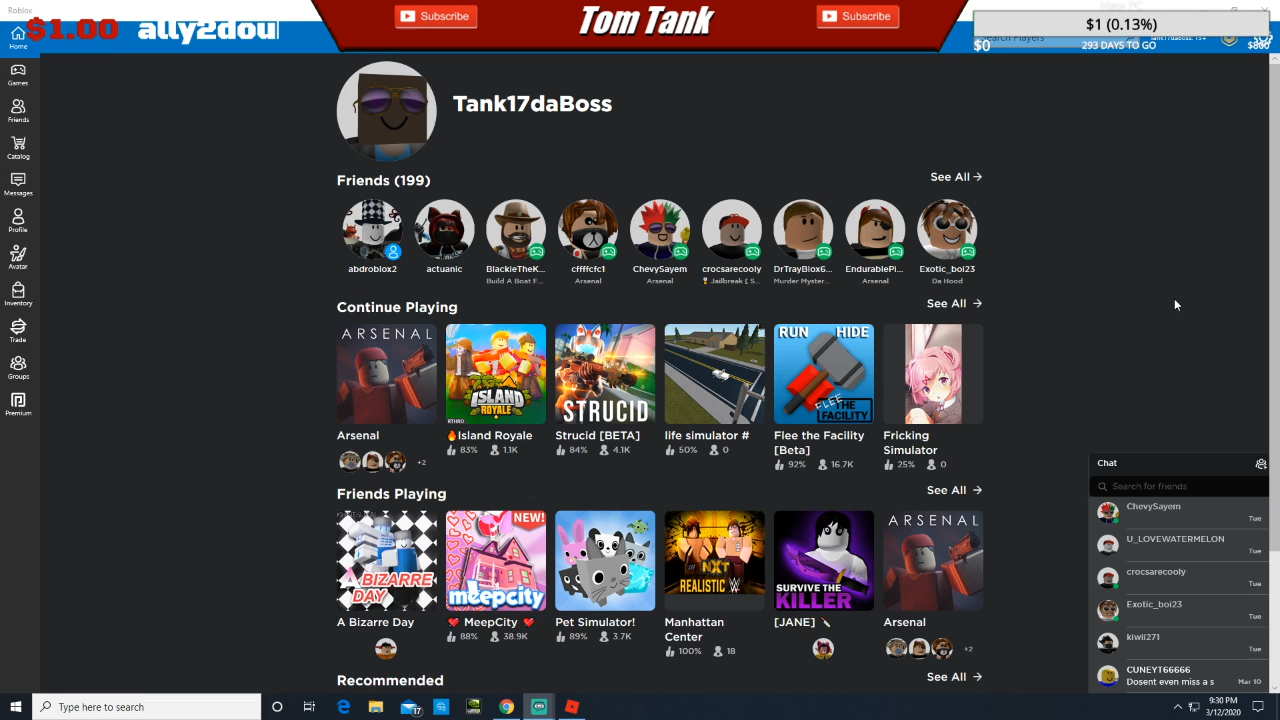 Roblox
$1.00
ally2dou
Subscribe
Tom Tank
Subscribe
$1 (0.13%)
Search Players
Tank17daBoss: 13+
$0
293 DAYS TO GO
$800
Home
Games
Friends
Catalog
Messages
Profile
Avatar
Inventory
Trade
Groups
Premium
Tank17daBoss
Friends (199)
See All
abdroblox2
actuanic
BlackieTheK...
Build A Boat F...
cffffcfc1
Arsenal
ChevySayem
Arsenal
crocsarecooly
Jailbreak [ S...
DrTrayBlox6...
Murder Myster...
EndurablePi...
Arsenal
Exotic_boi23
Da Hood
Continue Playing
See All
ARSENAL
ISLAND
ROYALE
RTHRO
STRUCID
RUN HIDE
FLEE THE
FACILITY
Arsenal
+2
🔥Island Royale
83% 1.1K
Strucid [BETA]
84% 4.1K
life simulator #
50% 0
Flee the Facility
[Beta]
92% 16.7K
Fricking
Simulator
25% 0
Friends Playing
See All
A BIZARRE
DAY
NEW!
meepcity
NXT
REALISTIC
SURVIVE THE
KILLER
ARSENAL
A Bizarre Day
❤️ MeepCity ❤️
88% 38.9K
Pet Simulator!
89% 3.7K
Manhattan
Center
100% 18
[JANE] 🔪
Arsenal
+2
Recommended
See All
Chat
Search for friends
ChevySayem
Tue
U_LOVEWATERMELON
Tue
crocsarecooly
Tue
Exotic_boi23
Tue
kiwii271
Tue
CUNEYT66666
Dosent even miss a s
Mar 10
Type here to search
17
9:30 PM
3/12/2020